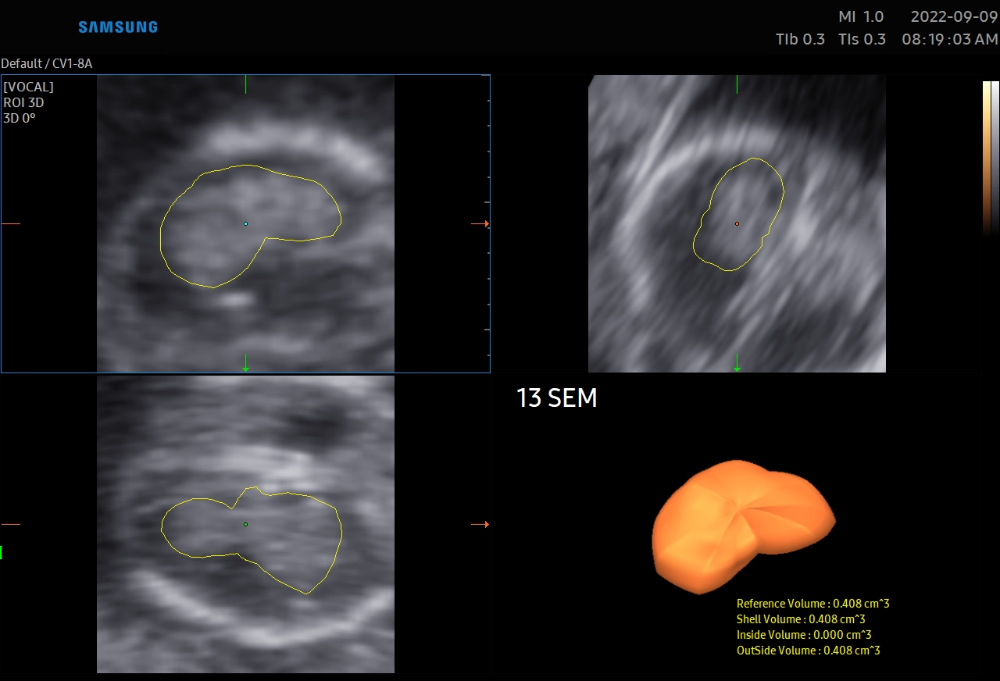 SAMSUNG
MI 1.0 2022-09-09
TIb 0.3 TIs 0.3 08:19:03 AM
Default / CV1-8A
[VOCAL]
ROI 3D
3D 0°
13 SEM
Reference Volume : 0.408 cm^3
Shell Volume : 0.408 cm^3
Inside Volume : 0.000 cm^3
OutSide Volume : 0.408 cm^3